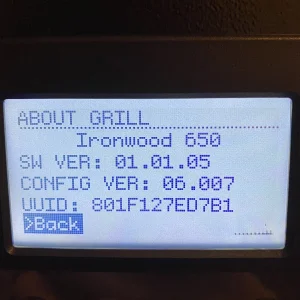 ABOUT GRILL
Ironwood 650
SW VER: 01.01.05
CONFIG VER: 06.007
UUID: 801F127ED7B1
>Back